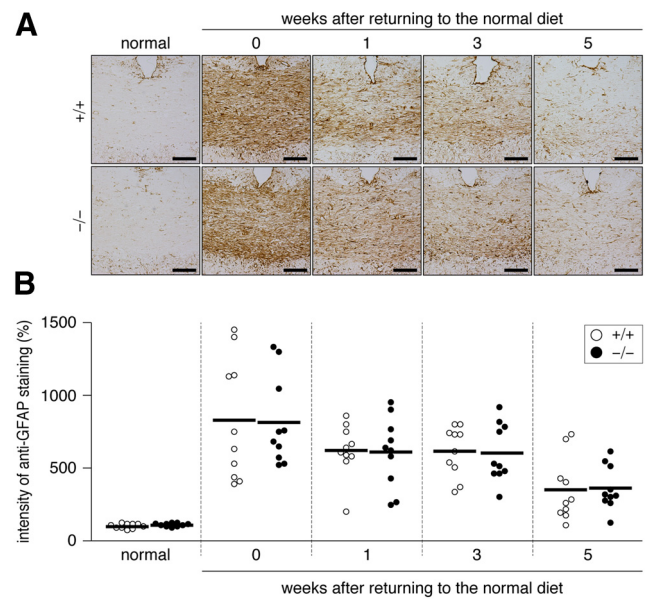 A
weeks after returning to the normal diet
normal
0
1
3
5
+/+
−/−
B
intensity of anti-GFAP staining (%)
1500
1000
500
0
+/+
−/−
normal
0
1
3
5
weeks after returning to the normal diet